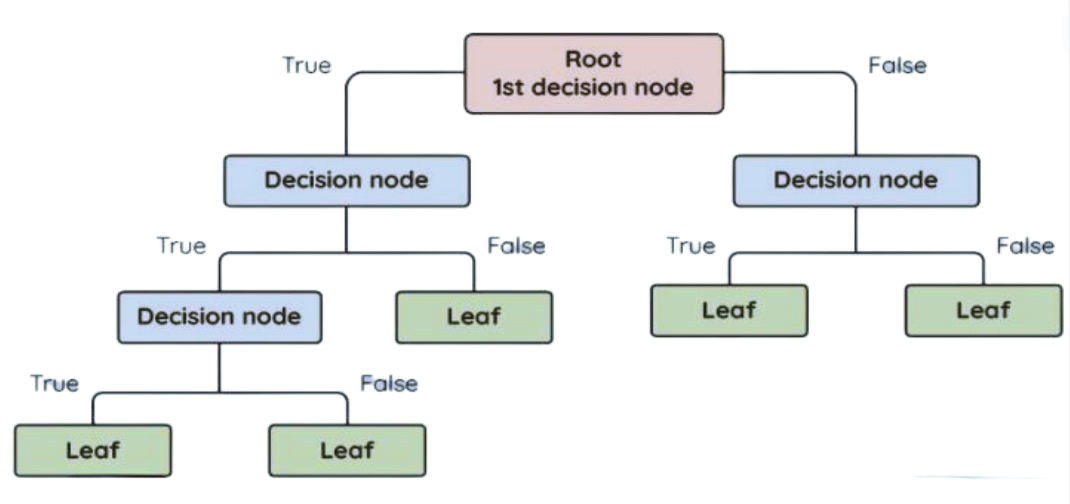 Root
1st decision node
True
False
Decision node
Decision node
True
False
True
False
Decision node
Leaf
Leaf
Leaf
True
False
Leaf
Leaf